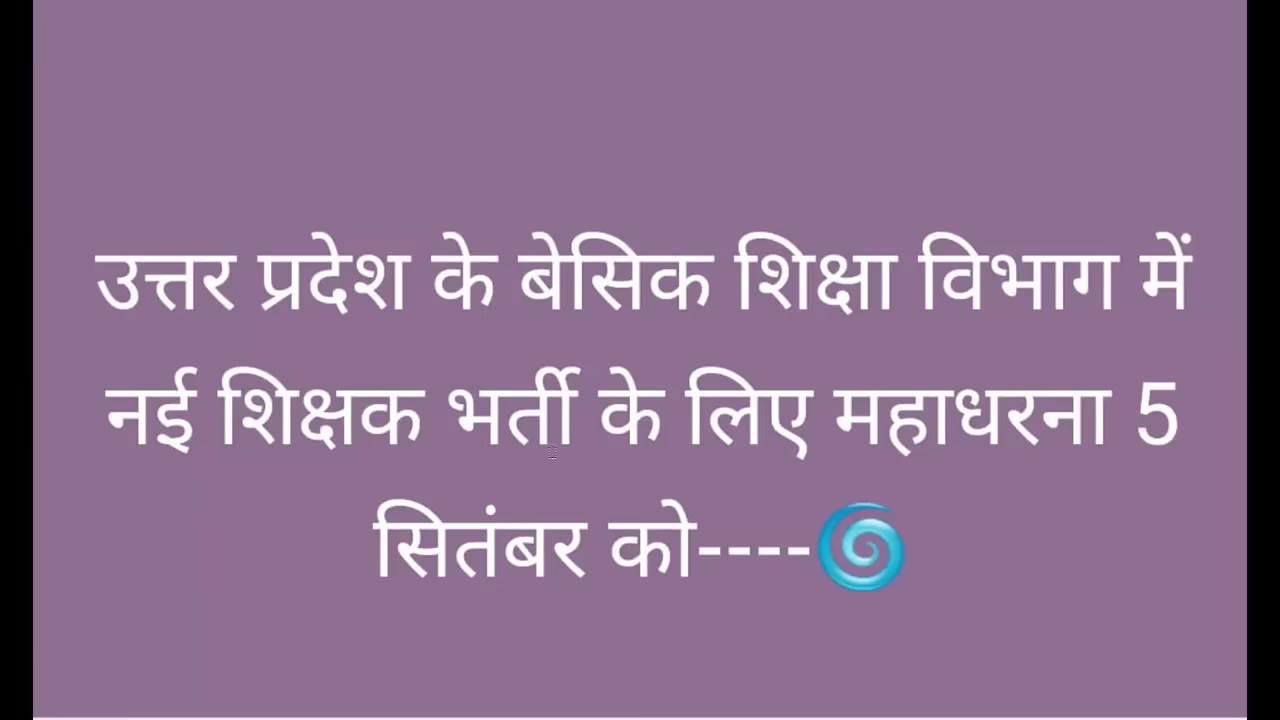 उत्तर प्रदेश के बेसिक शिक्षा विभाग में
नई शिक्षक भर्ती के लिए महाधरना 5
सितंबर को----🌀